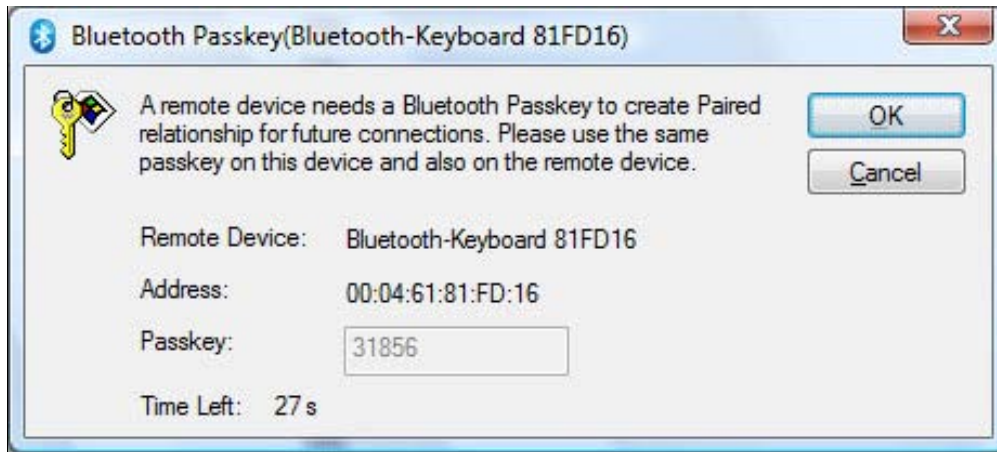 Bluetooth Passkey(Bluetooth-Keyboard 81FD16)
A remote device needs a Bluetooth Passkey to create Paired
relationship for future connections. Please use the same
passkey on this device and also on the remote device.
OK
Cancel
Remote Device: Bluetooth-Keyboard 81FD16
Address: 00:04:61:81:FD:16
Passkey: 31856
Time Left: 27 s